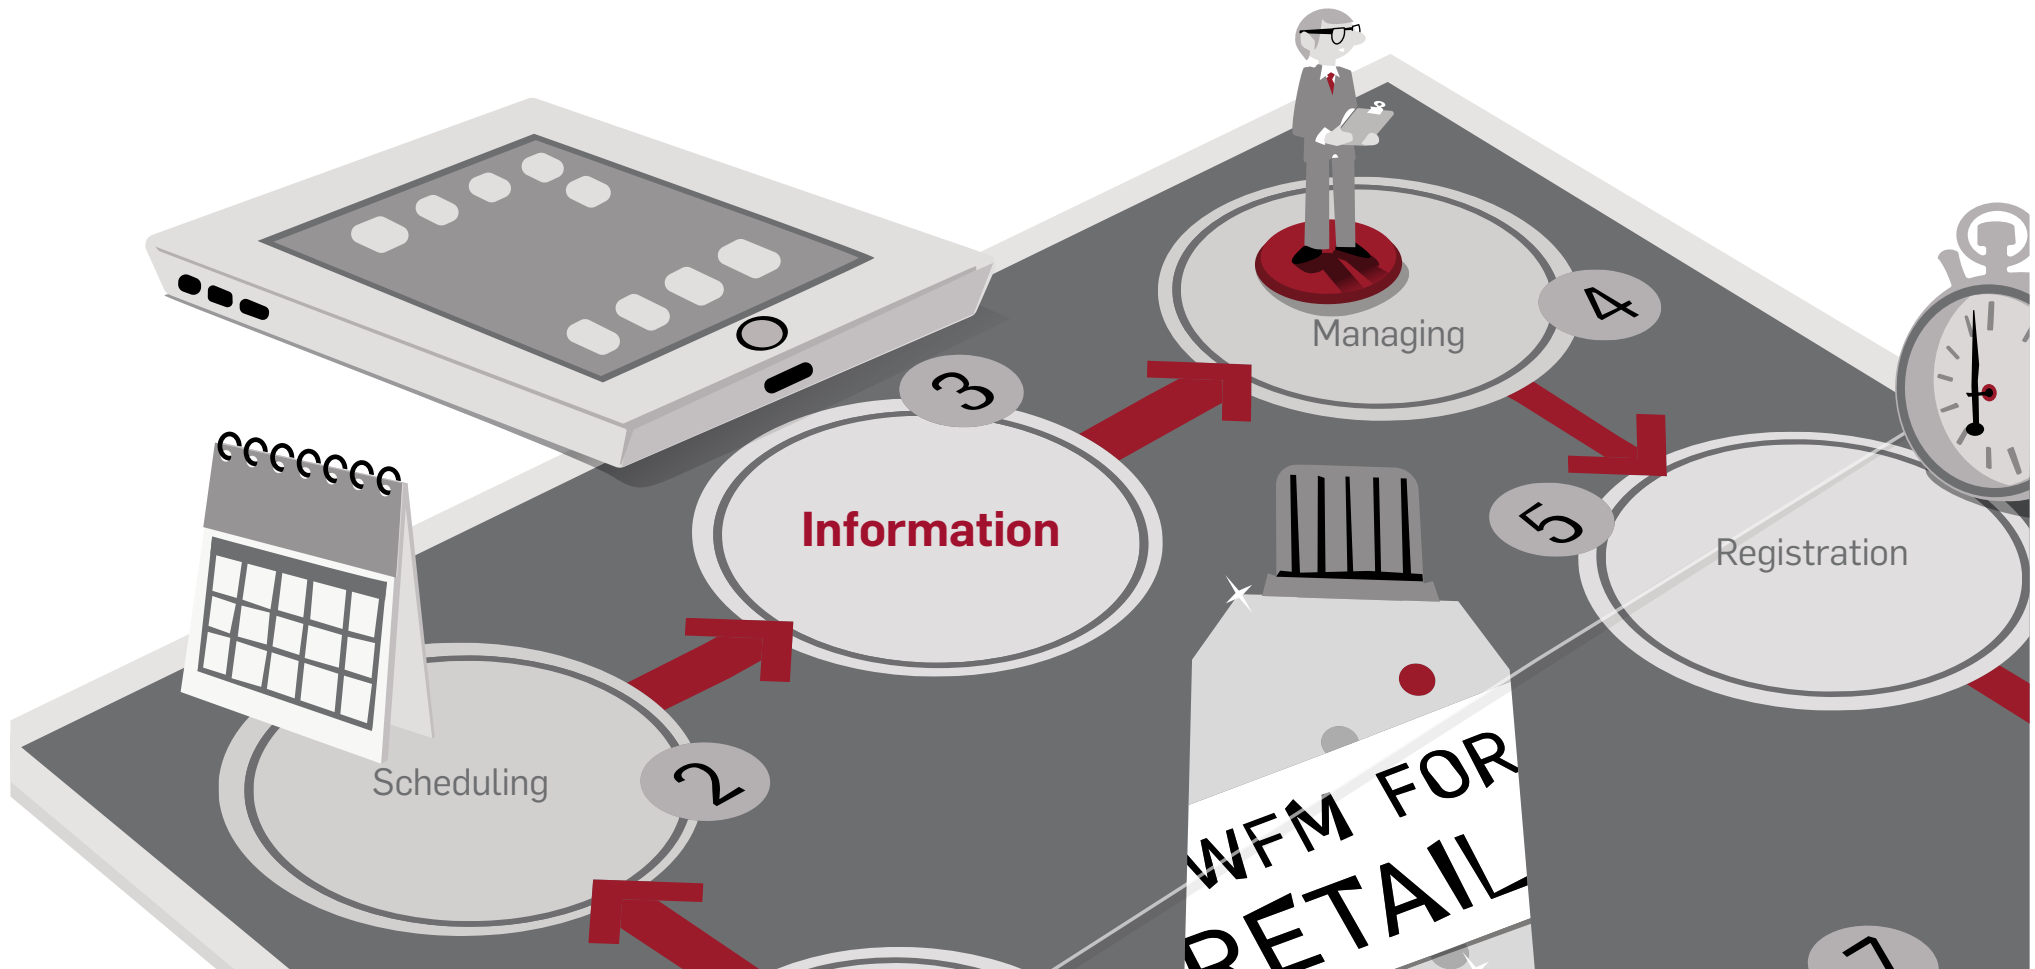 4
Managing
3
Information
5
Registration
Scheduling
2
WFM FOR
RETAIL